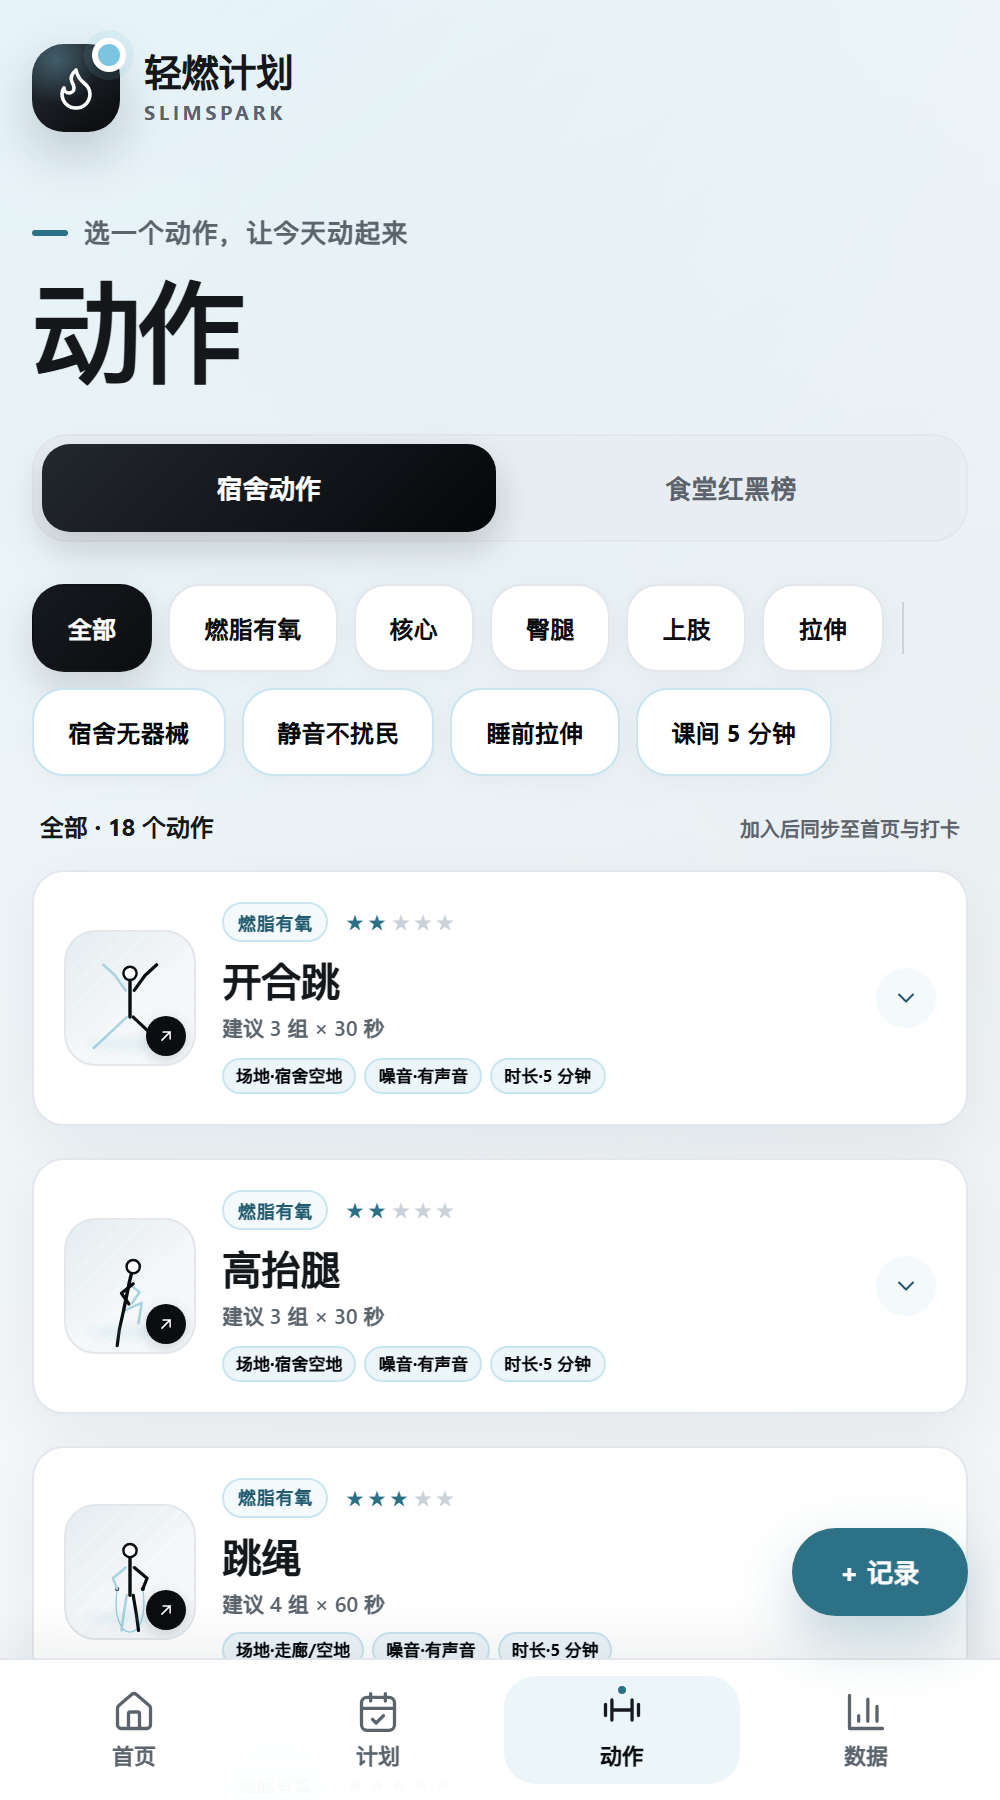 轻燃计划
SLIMSPARK
选一个动作，让今天动起来
动作
宿舍动作 食堂红黑榜
全部 燃脂有氧 核心 臀腿 上肢 拉伸
宿舍无器械 静音不扰民 睡前拉伸 课间 5 分钟
全部 · 18 个动作 加入后同步至首页与打卡
燃脂有氧 ★★★★★
开合跳
建议 3 组 × 30 秒
场地·宿舍空地 噪音·有声音 时长·5 分钟
燃脂有氧 ★★★★★
高抬腿
建议 3 组 × 30 秒
场地·宿舍空地 噪音·有声音 时长·5 分钟
燃脂有氧 ★★★★★
跳绳
+ 记录
建议 4 组 × 60 秒
场地·走廊/空地 噪音·有声音 时长·5 分钟
首页 计划 动作 数据
燃脂有氧 ★★★★★